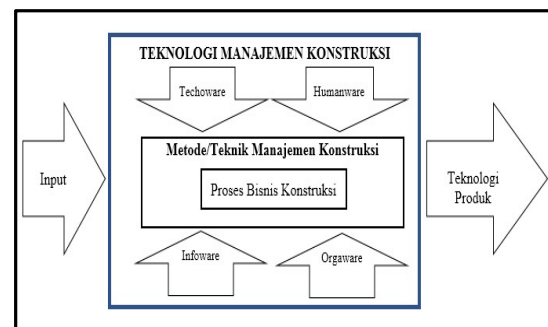 TEKNOLOGI MANAJEMEN KONSTRUKSI
Techoware
Humanware
Metode/Teknik Manajemen Konstruksi
Input
Proses Bisnis Konstruksi
Teknologi
Produk
Infoware
Orgaware